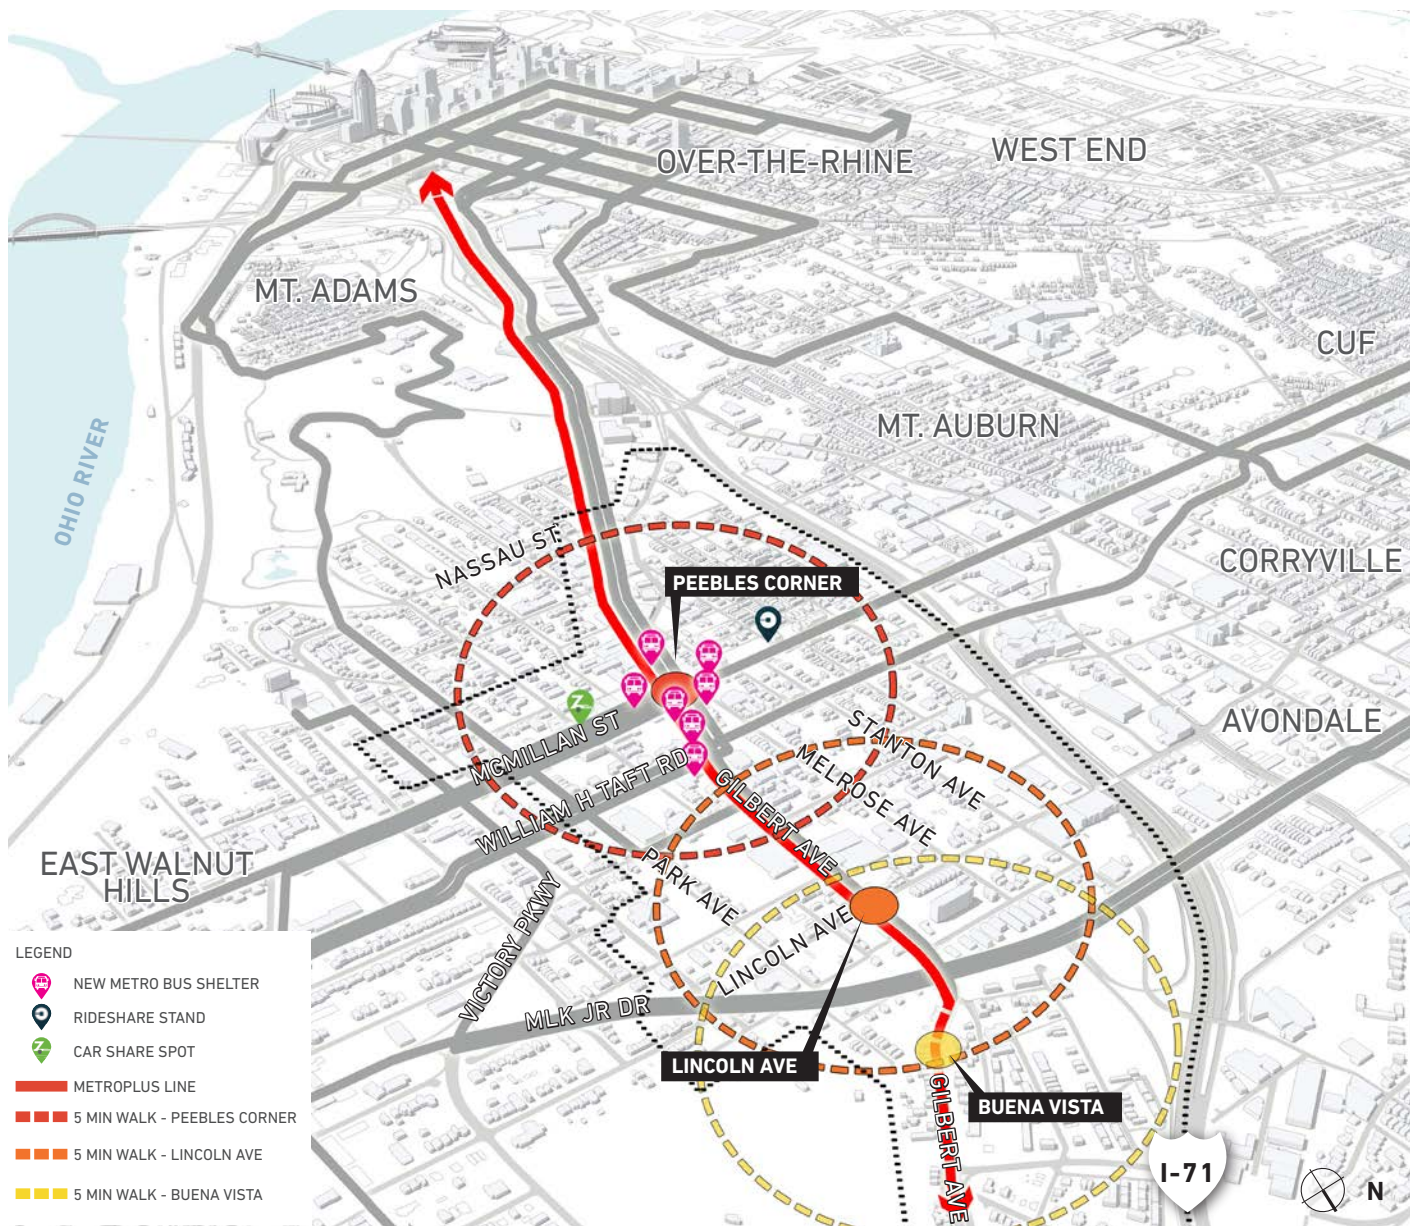 OVER-THE-RHINE
WEST END
MT. ADAMS
CUF
MT. AUBURN
OHIO RIVER
NASSAU ST
CORRYVILLE
PEEBLES CORNER
AVONDALE
STANTON AVE
MELROSE AVE
MCMILLAN ST
WILLIAM H TAFT RD
GILBERT AVE
EAST WALNUT
HILLS
PARK AVE
VICTORY PKWY
LINCOLN AVE
MLK JR DR
LINCOLN AVE
BUENA VISTA
GILBERT AVE
I-71
N
LEGEND
NEW METRO BUS SHELTER
RIDESHARE STAND
Z
CAR SHARE SPOT
METROPLUS LINE
5 MIN WALK - PEEBLES CORNER
5 MIN WALK - LINCOLN AVE
5 MIN WALK - BUENA VISTA